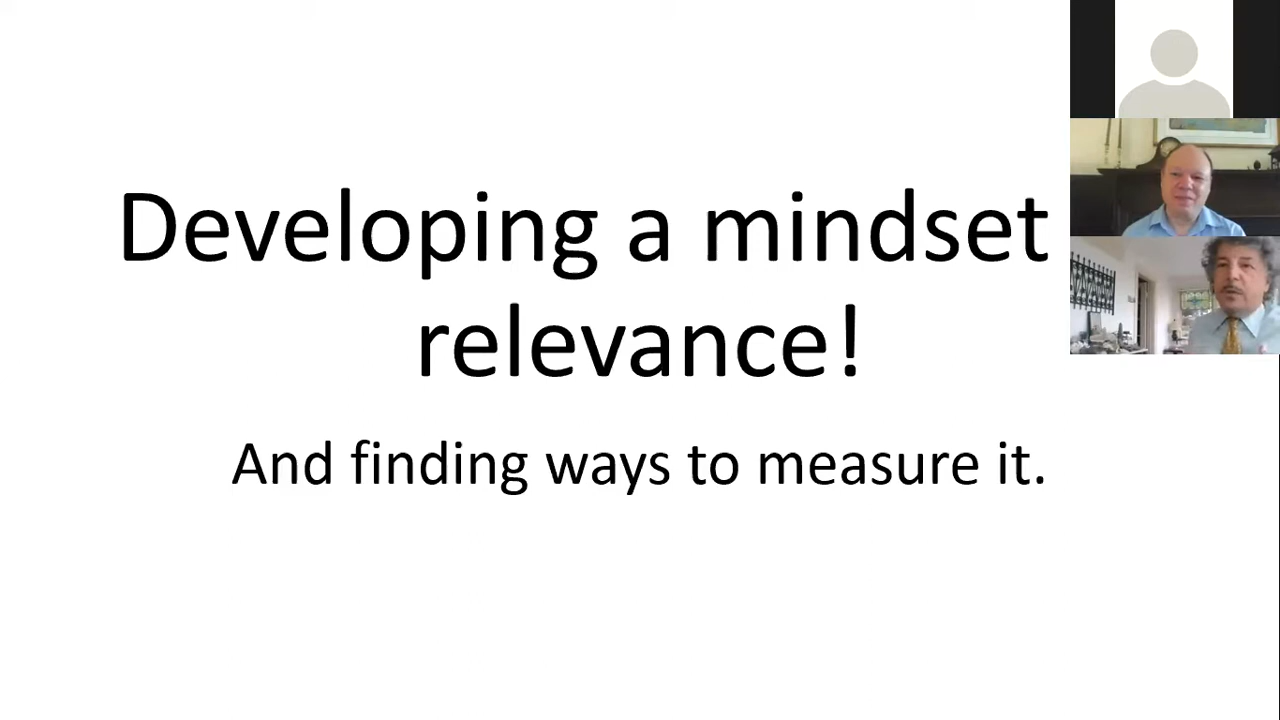 Developing a mindset
relevance!
And finding ways to measure it.